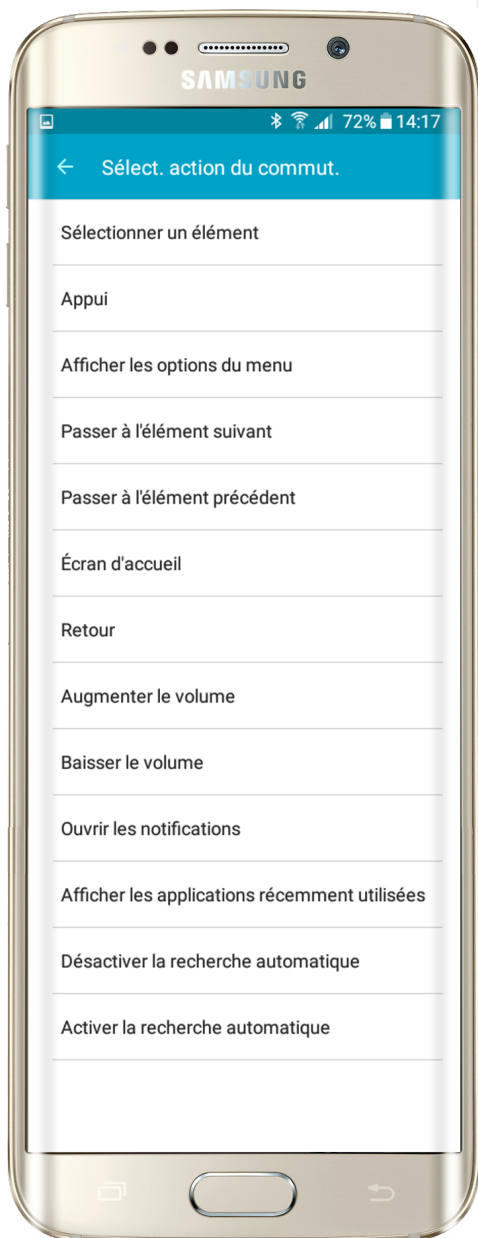 SAMSUNG
72% 14:17
Sélect. action du commut.
Sélectionner un élément
Appui
Afficher les options du menu
Passer à l'élément suivant
Passer à l'élément précédent
Écran d'accueil
Retour
Augmenter le volume
Baisser le volume
Ouvrir les notifications
Afficher les applications récemment utilisées
Désactiver la recherche automatique
Activer la recherche automatique